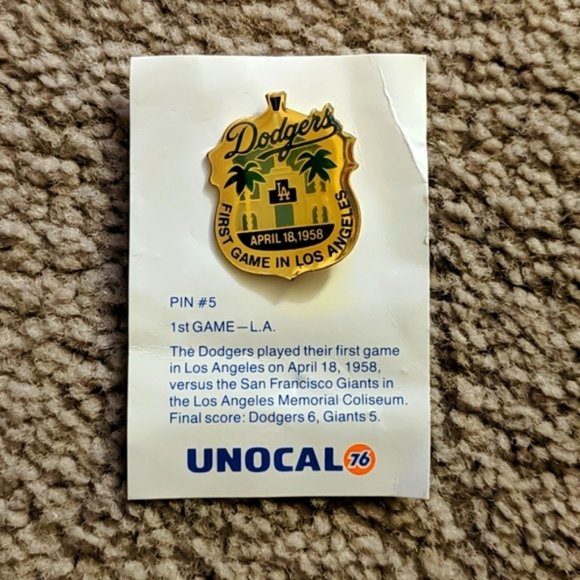 Dodgers
LA
APRIL 18, 1958
FIRST GAME IN LOS ANGELES
PIN #5
1st GAME—L.A.
The Dodgers played their first game
in Los Angeles on April 18, 1958,
versus the San Francisco Giants in
the Los Angeles Memorial Coliseum.
Final score: Dodgers 6, Giants 5.
UNOCAL 76